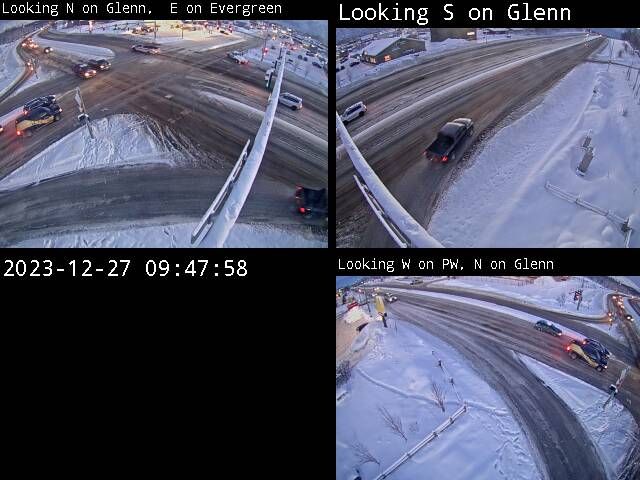 Looking N on Glenn, E on Evergreen
Looking S on Glenn
2023-12-27 09:47:58
Looking W on PW, N on Glenn